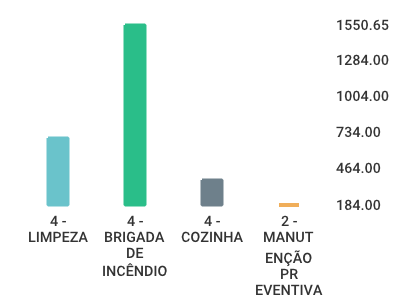 1550.65
1284.00
1004.00
734.00
464.00
184.00
4 -
LIMPEZA
4 -
BRIGADA
DE
INCÊNDIO
4 -
COZINHA
2 -
MANUT
ENÇÃO
PR
EVENTIVA